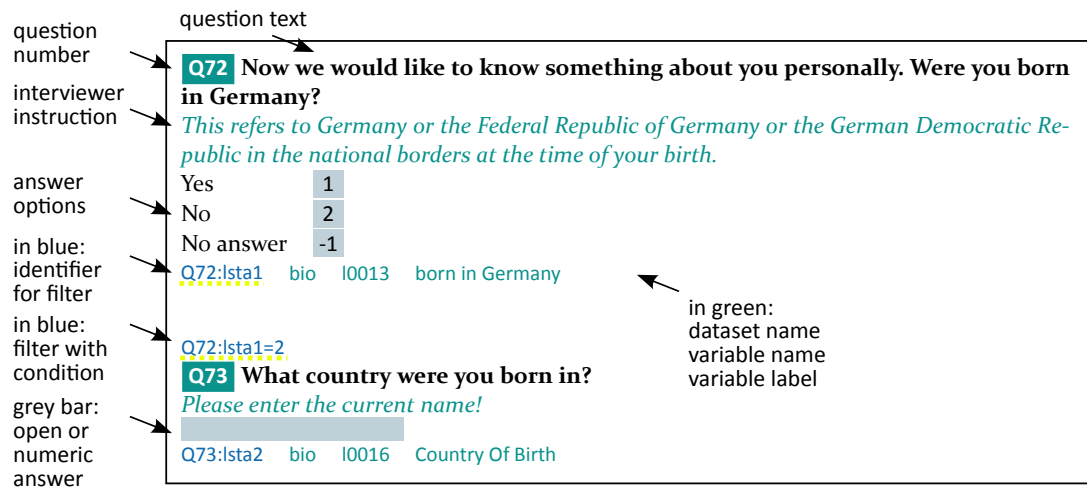 question text
question
number
Q72 Now we would like to know something about you personally. Were you born
in Germany?
interviewer
instruction
This refers to Germany or the Federal Republic of Germany or the German Democratic Re-
public in the national borders at the time of your birth.
answer
options
Yes 1
No 2
No answer -1
in blue:
identifier
for filter
Q72:lsta1 bio l0013 born in Germany
in green:
dataset name
variable name
variable label
in blue:
filter with
condition
Q72:lsta1=2
Q73 What country were you born in?
Please enter the current name!
grey bar:
open or
numeric
answer
Q73:lsta2 bio l0016 Country Of Birth